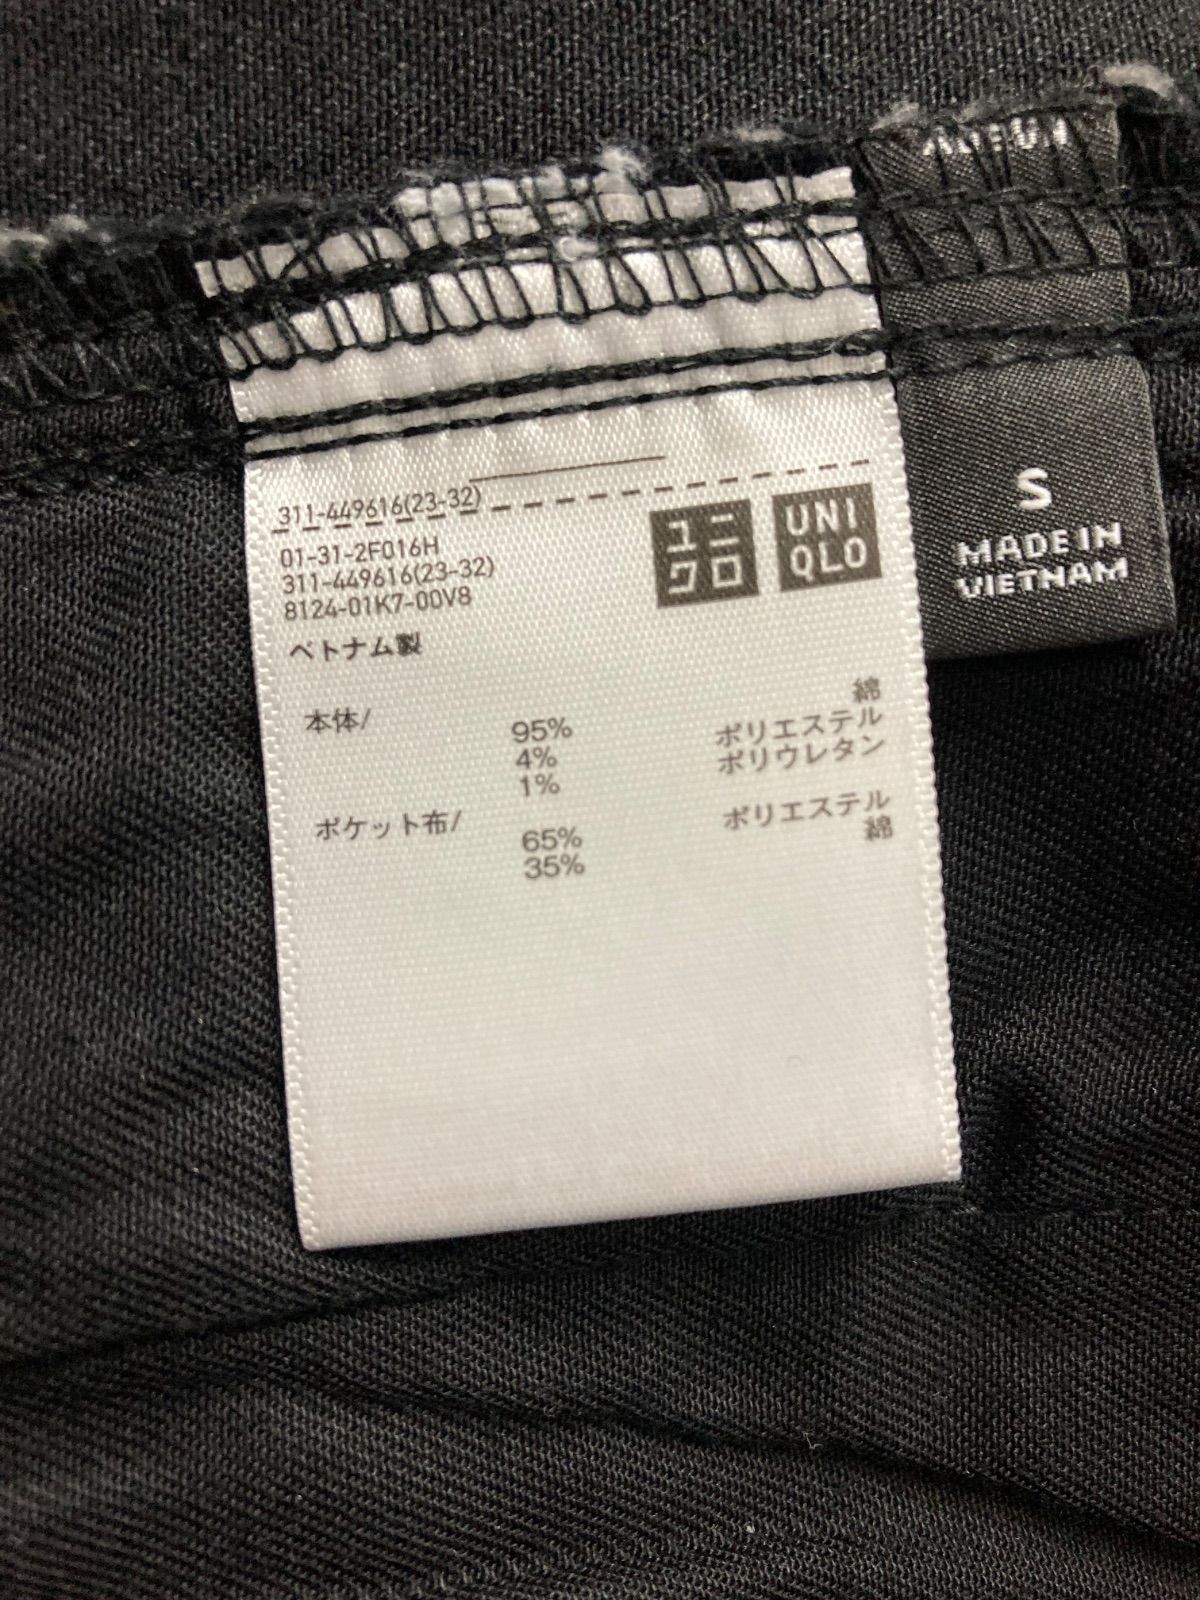 311-449616(23-32)
01-31-2F016H
311-449616(23-32)
8124-01K7-00V8
ベトナム製
ユニ
クロ
UNI
QLO
S
MADE IN
VIETNAM
本体/
95% 綿
4% ポリエステル
1% ポリウレタン
ポケット布/
65% ポリエステル
35% 綿